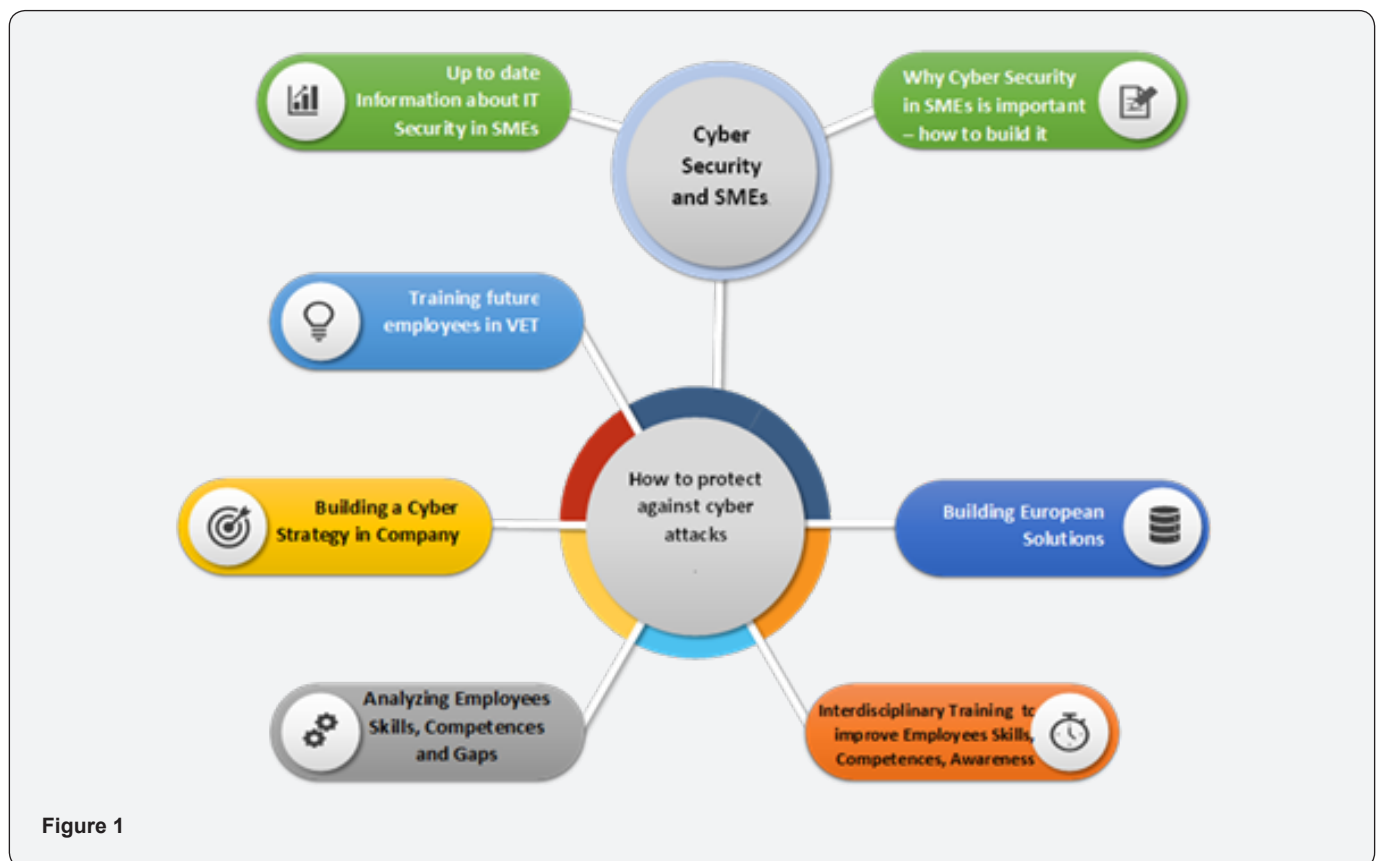 Up to date
Information about IT
Security in SMEs
Cyber
Security
and SMEs
Why Cyber Security
in SMEs is important
– how to build it
Training future
employees in VET
How to protect
against cyber
attacks
.
Building a Cyber
Strategy in Company
Building European
Solutions
Analyzing Employees
Skills, Competences
and Gaps
Interdisciplinary Training to
improve Employees Skills,
Competences, Awareness
Figure 1